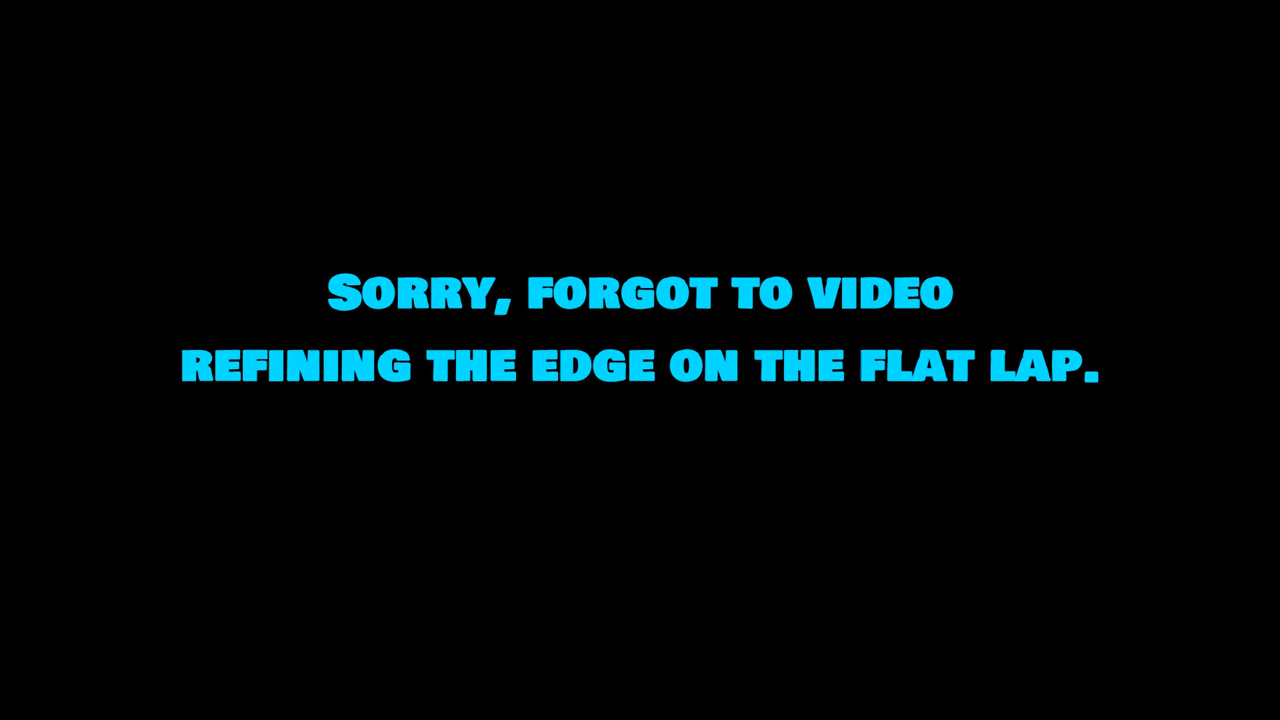 Sorry, forgot to video
refining the edge on the flat lap.